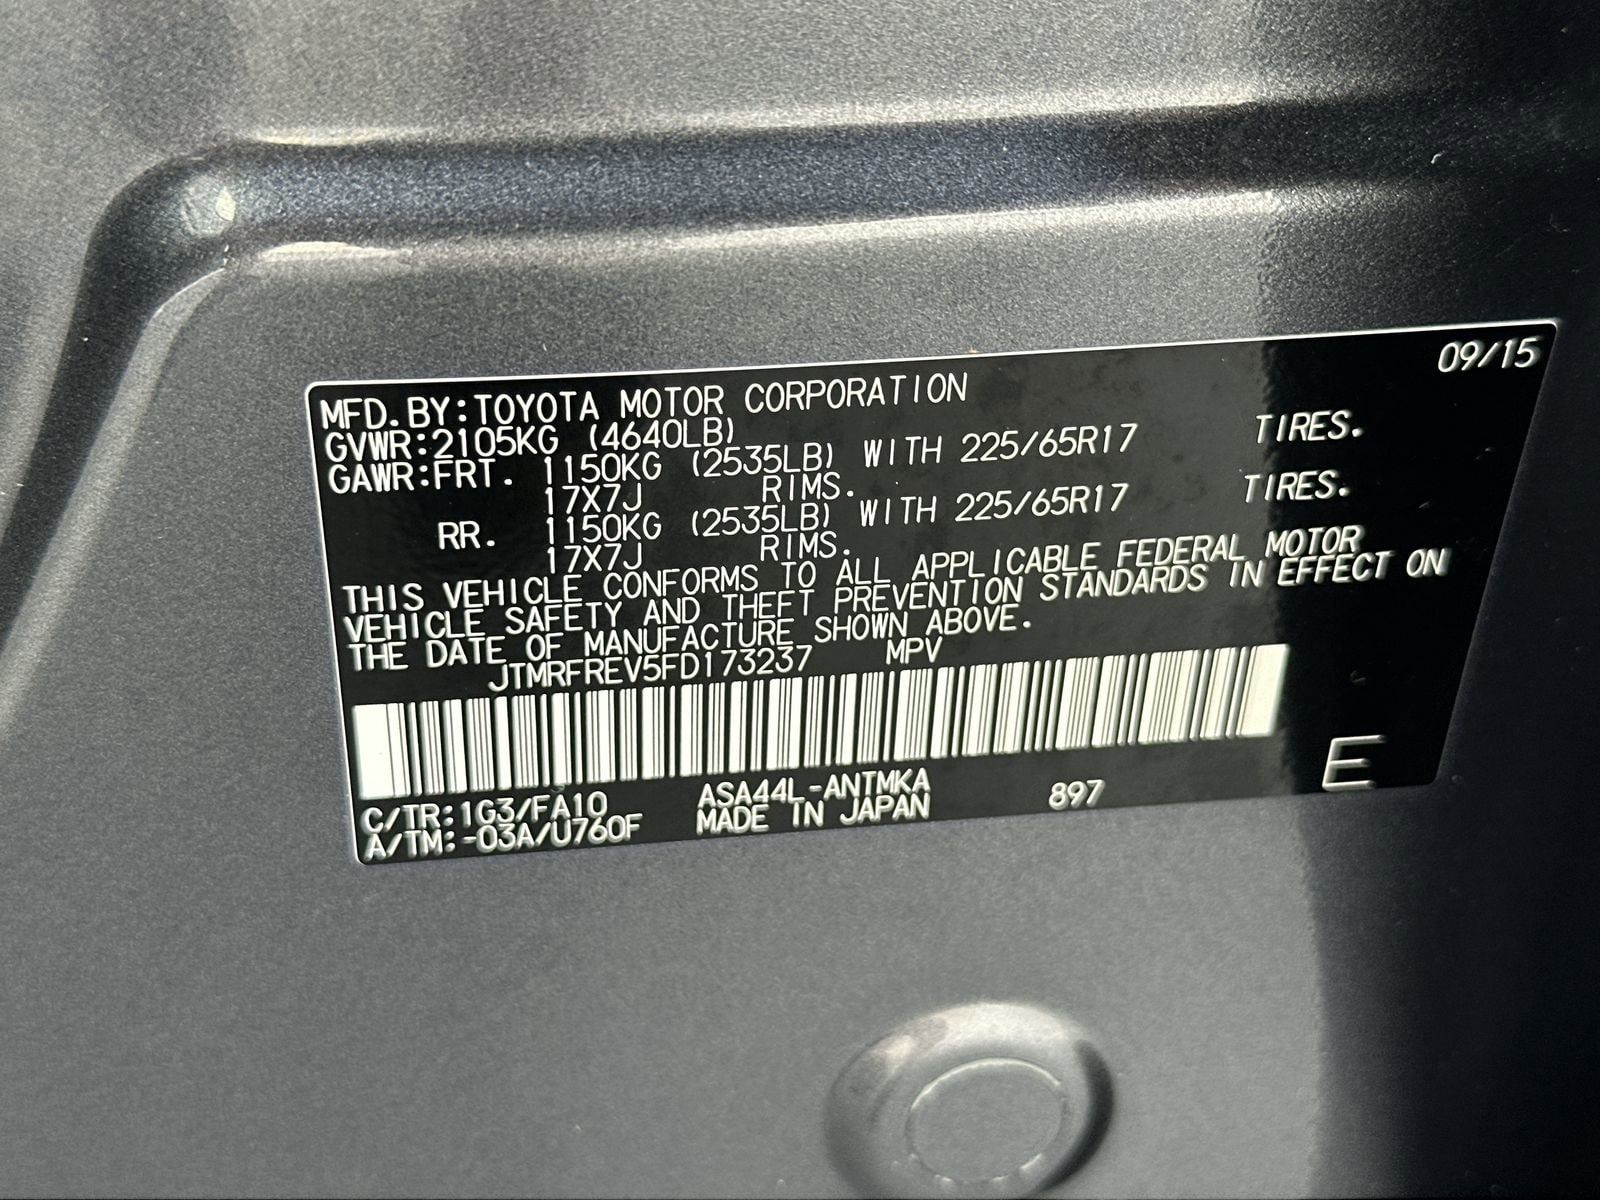 09/15
MFD.BY:TOYOTA MOTOR CORPORATION
GVWR:2105KG (4640LB)
GAWR:FRT. 1150KG (2535LB) WITH 225/65R17 TIRES.
17X7J RIMS.
RR. 1150KG (2535LB) WITH 225/65R17 TIRES.
17X7J RIMS.
THIS VEHICLE CONFORMS TO ALL APPLICABLE FEDERAL MOTOR
VEHICLE SAFETY AND THEFT PREVENTION STANDARDS IN EFFECT ON
THE DATE OF MANUFACTURE SHOWN ABOVE.
JTMRFREV5FD173237 MPV
E
C/TR:1G3/FA10 ASA44L-ANTMKA 897
A/TM:-03A/U760F MADE IN JAPAN